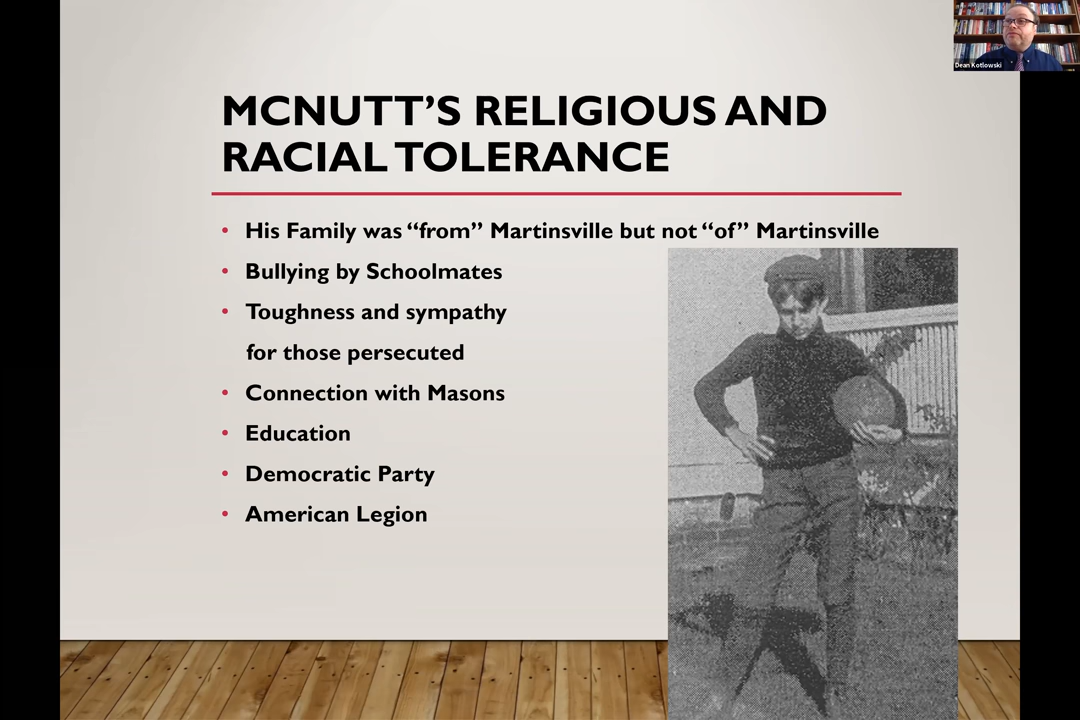 Dean Kotlowski
MCNUTT'S RELIGIOUS AND
RACIAL TOLERANCE
• His Family was “from” Martinsville but not “of” Martinsville
• Bullying by Schoolmates
• Toughness and sympathy
for those persecuted
• Connection with Masons
• Education
• Democratic Party
• American Legion